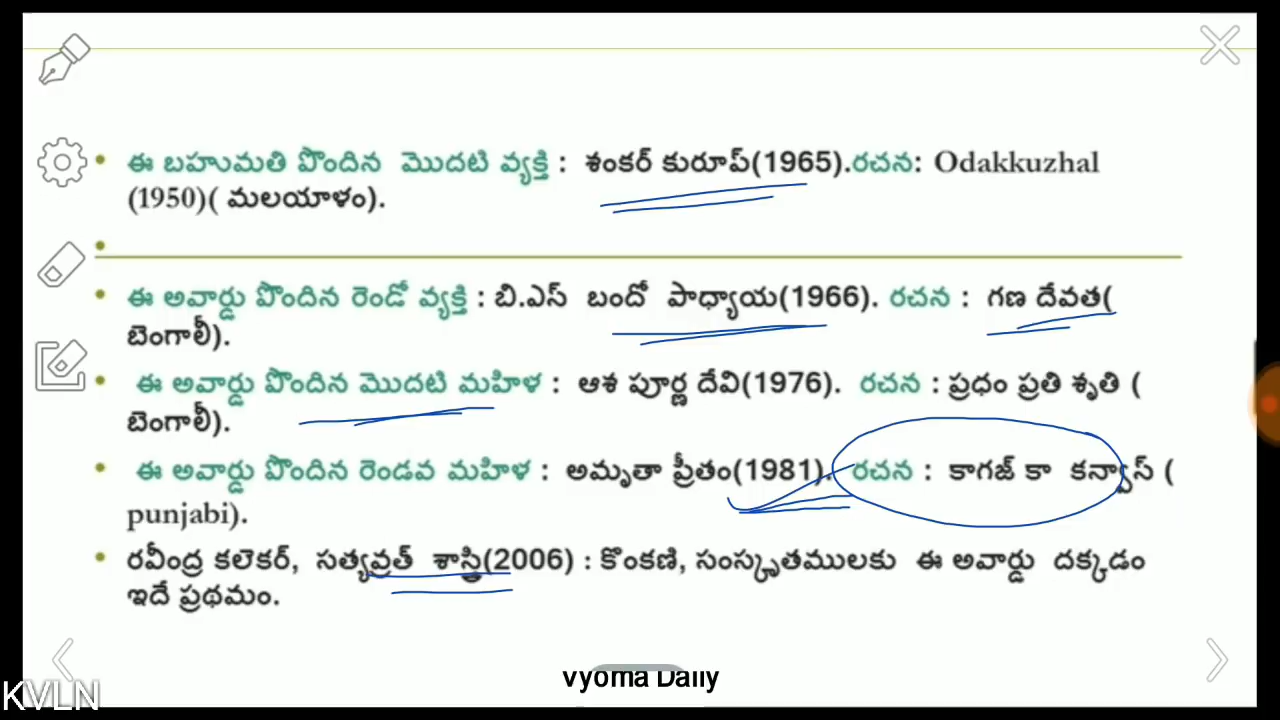 • ఈ బహుమతి పొందిన మొదటి వ్యక్తి : శంకర్ కురూప్(1965).రచన: Odakkuzhal
(1950)( మలయాళం).
•
• ఈ అవార్డు పొందిన రెండో వ్యక్తి : బి.ఎస్ బందో పాధ్యాయ(1966). రచన : గణ దేవత(
బెంగాలీ).
• ఈ అవార్డు పొందిన మొదటి మహిళ : ఆశ పూర్ణ దేవి(1976). రచన : ప్రధం ప్రతి శృతి (
బెంగాలీ).
• ఈ అవార్డు పొందిన రెండవ మహిళ : అమృతా ప్రీతం(1981). రచన : కాగజ్ కా కన్వాస్ (
punjabi).
• రవీంద్ర కలెకర్, సత్యవ్రత్ శాస్త్రి(2006) : కొంకణి, సంస్కృతములకు ఈ అవార్డు దక్కడం
ఇదే ప్రథమం.
Vyoma Daily
KVLN